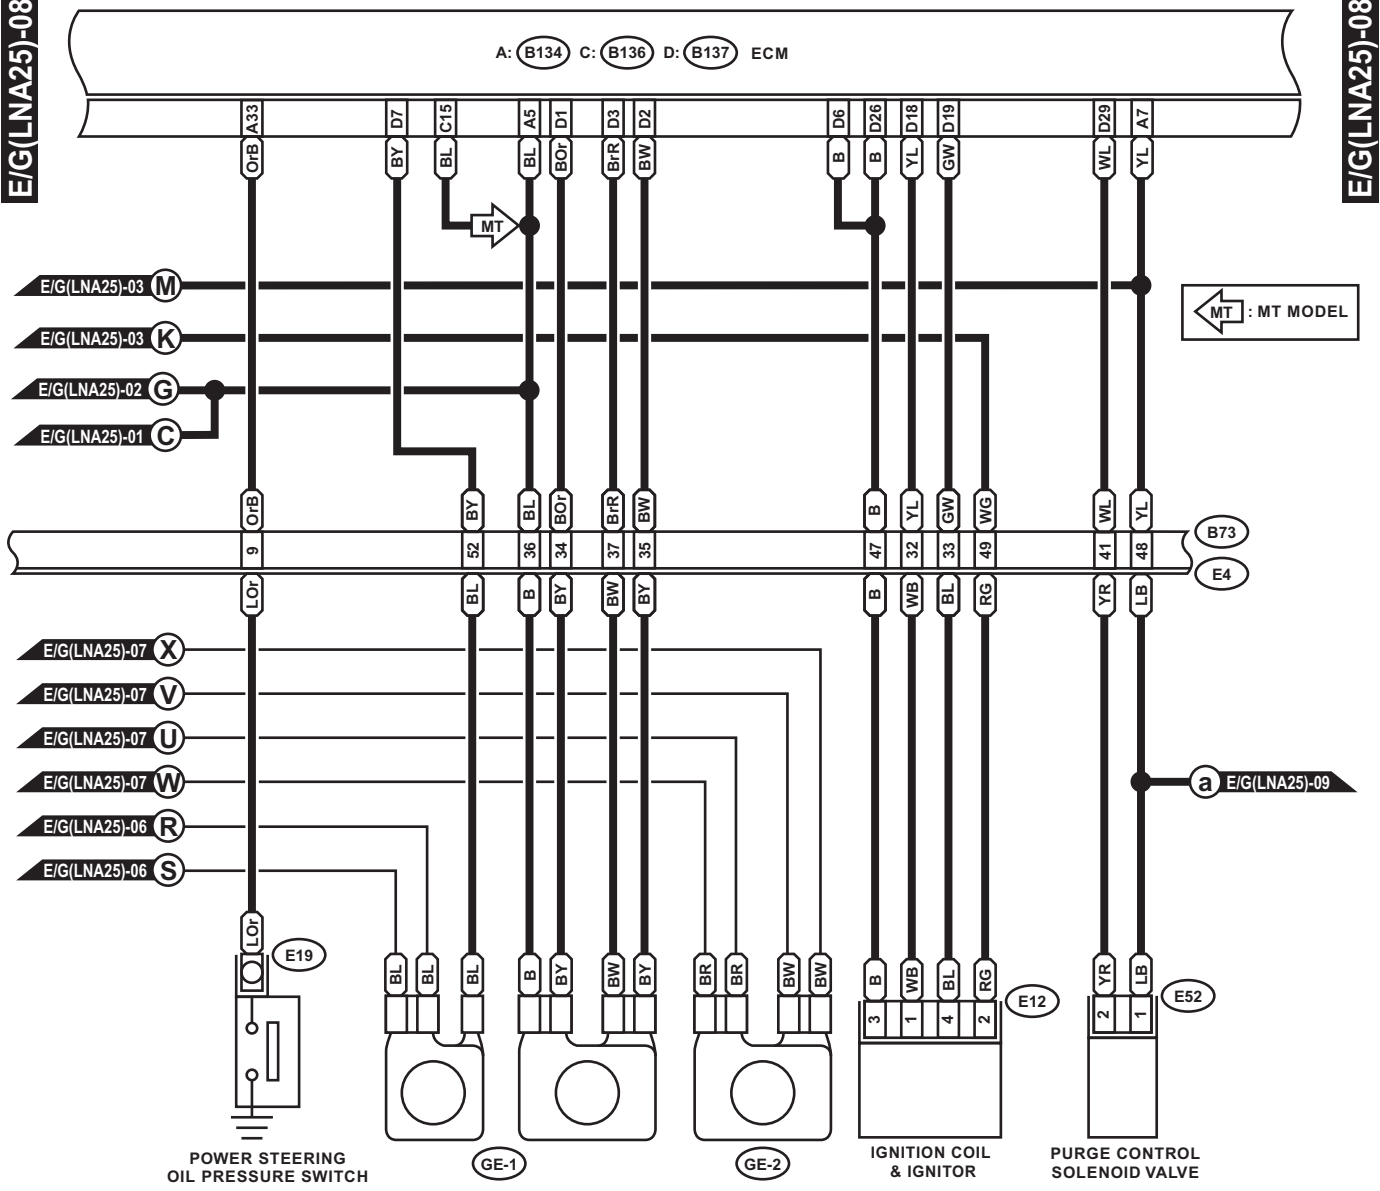 E/G(LNA25)-08
E/G(LNA25)-08
A: B134 C: B136 D: B137 ECM
A33 D7 C15 A5 D1 D3 D2 D6 D26 D18 D19 D29 A7
OrB BY BL BL BOr BrR BW B B YL GW WL YL
MT
E/G(LNA25)-03 M
MT : MT MODEL
E/G(LNA25)-03 K
E/G(LNA25)-02 G
E/G(LNA25)-01 C
OrB BY BL BOr BrR BW B YL GW WG WL YL
B73
9 52 36 34 37 35 47 32 33 49 41 48
E4
LOr BL B BY BW BY B WB BL RG YR LB
E/G(LNA25)-07 X
E/G(LNA25)-07 V
E/G(LNA25)-07 U
E/G(LNA25)-07 W
a E/G(LNA25)-09
E/G(LNA25)-06 R
E/G(LNA25)-06 S
LOr
E19
BL BL BL B BY BW BY BR BR BW BW B WB BL RG YR LB
E12
E52
3 1 4 2 2 1
POWER STEERING
OIL PRESSURE SWITCH
GE-1
GE-2
IGNITION COIL
& IGNITOR
PURGE CONTROL
SOLENOID VALVE